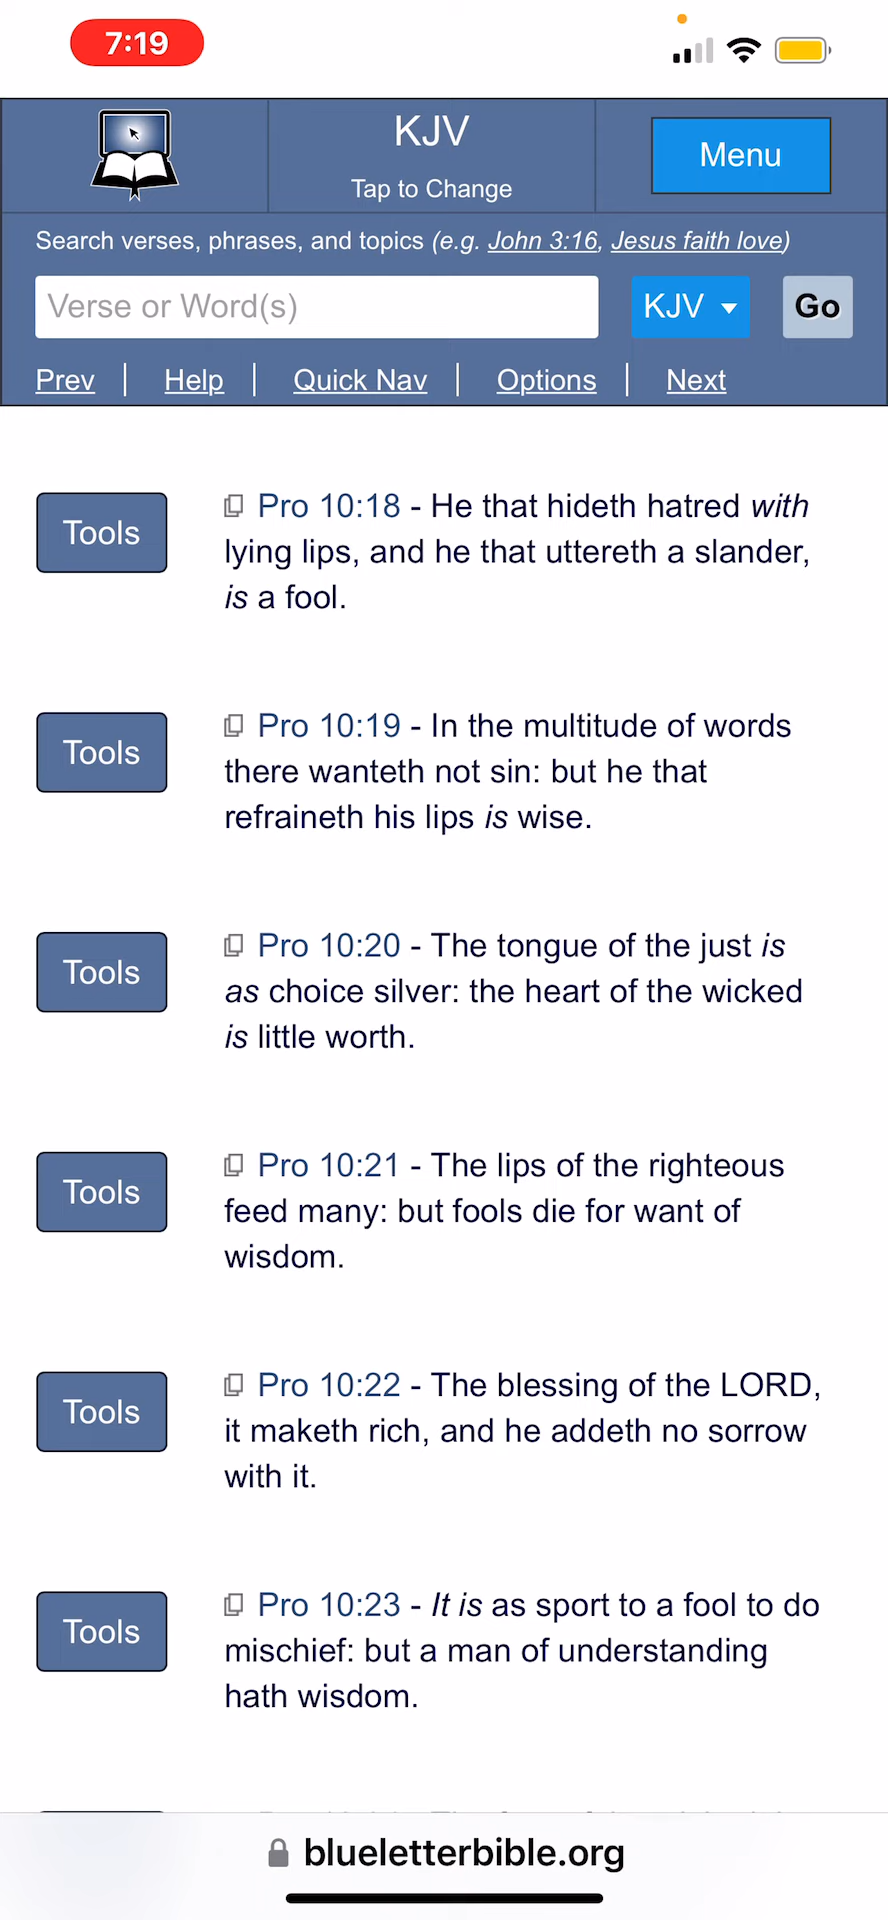 7:19
KJV
Tap to Change
Menu
Search verses, phrases, and topics (e.g. John 3:16, Jesus faith love)
Verse or Word(s)
KJV
Go
Prev | Help | Quick Nav | Options | Next
Tools
Pro 10:18 - He that hideth hatred with
lying lips, and he that uttereth a slander,
is a fool.
Tools
Pro 10:19 - In the multitude of words
there wanteth not sin: but he that
refraineth his lips is wise.
Tools
Pro 10:20 - The tongue of the just is
as choice silver: the heart of the wicked
is little worth.
Tools
Pro 10:21 - The lips of the righteous
feed many: but fools die for want of
wisdom.
Tools
Pro 10:22 - The blessing of the LORD,
it maketh rich, and he addeth no sorrow
with it.
Tools
Pro 10:23 - It is as sport to a fool to do
mischief: but a man of understanding
hath wisdom.
blueletterbible.org